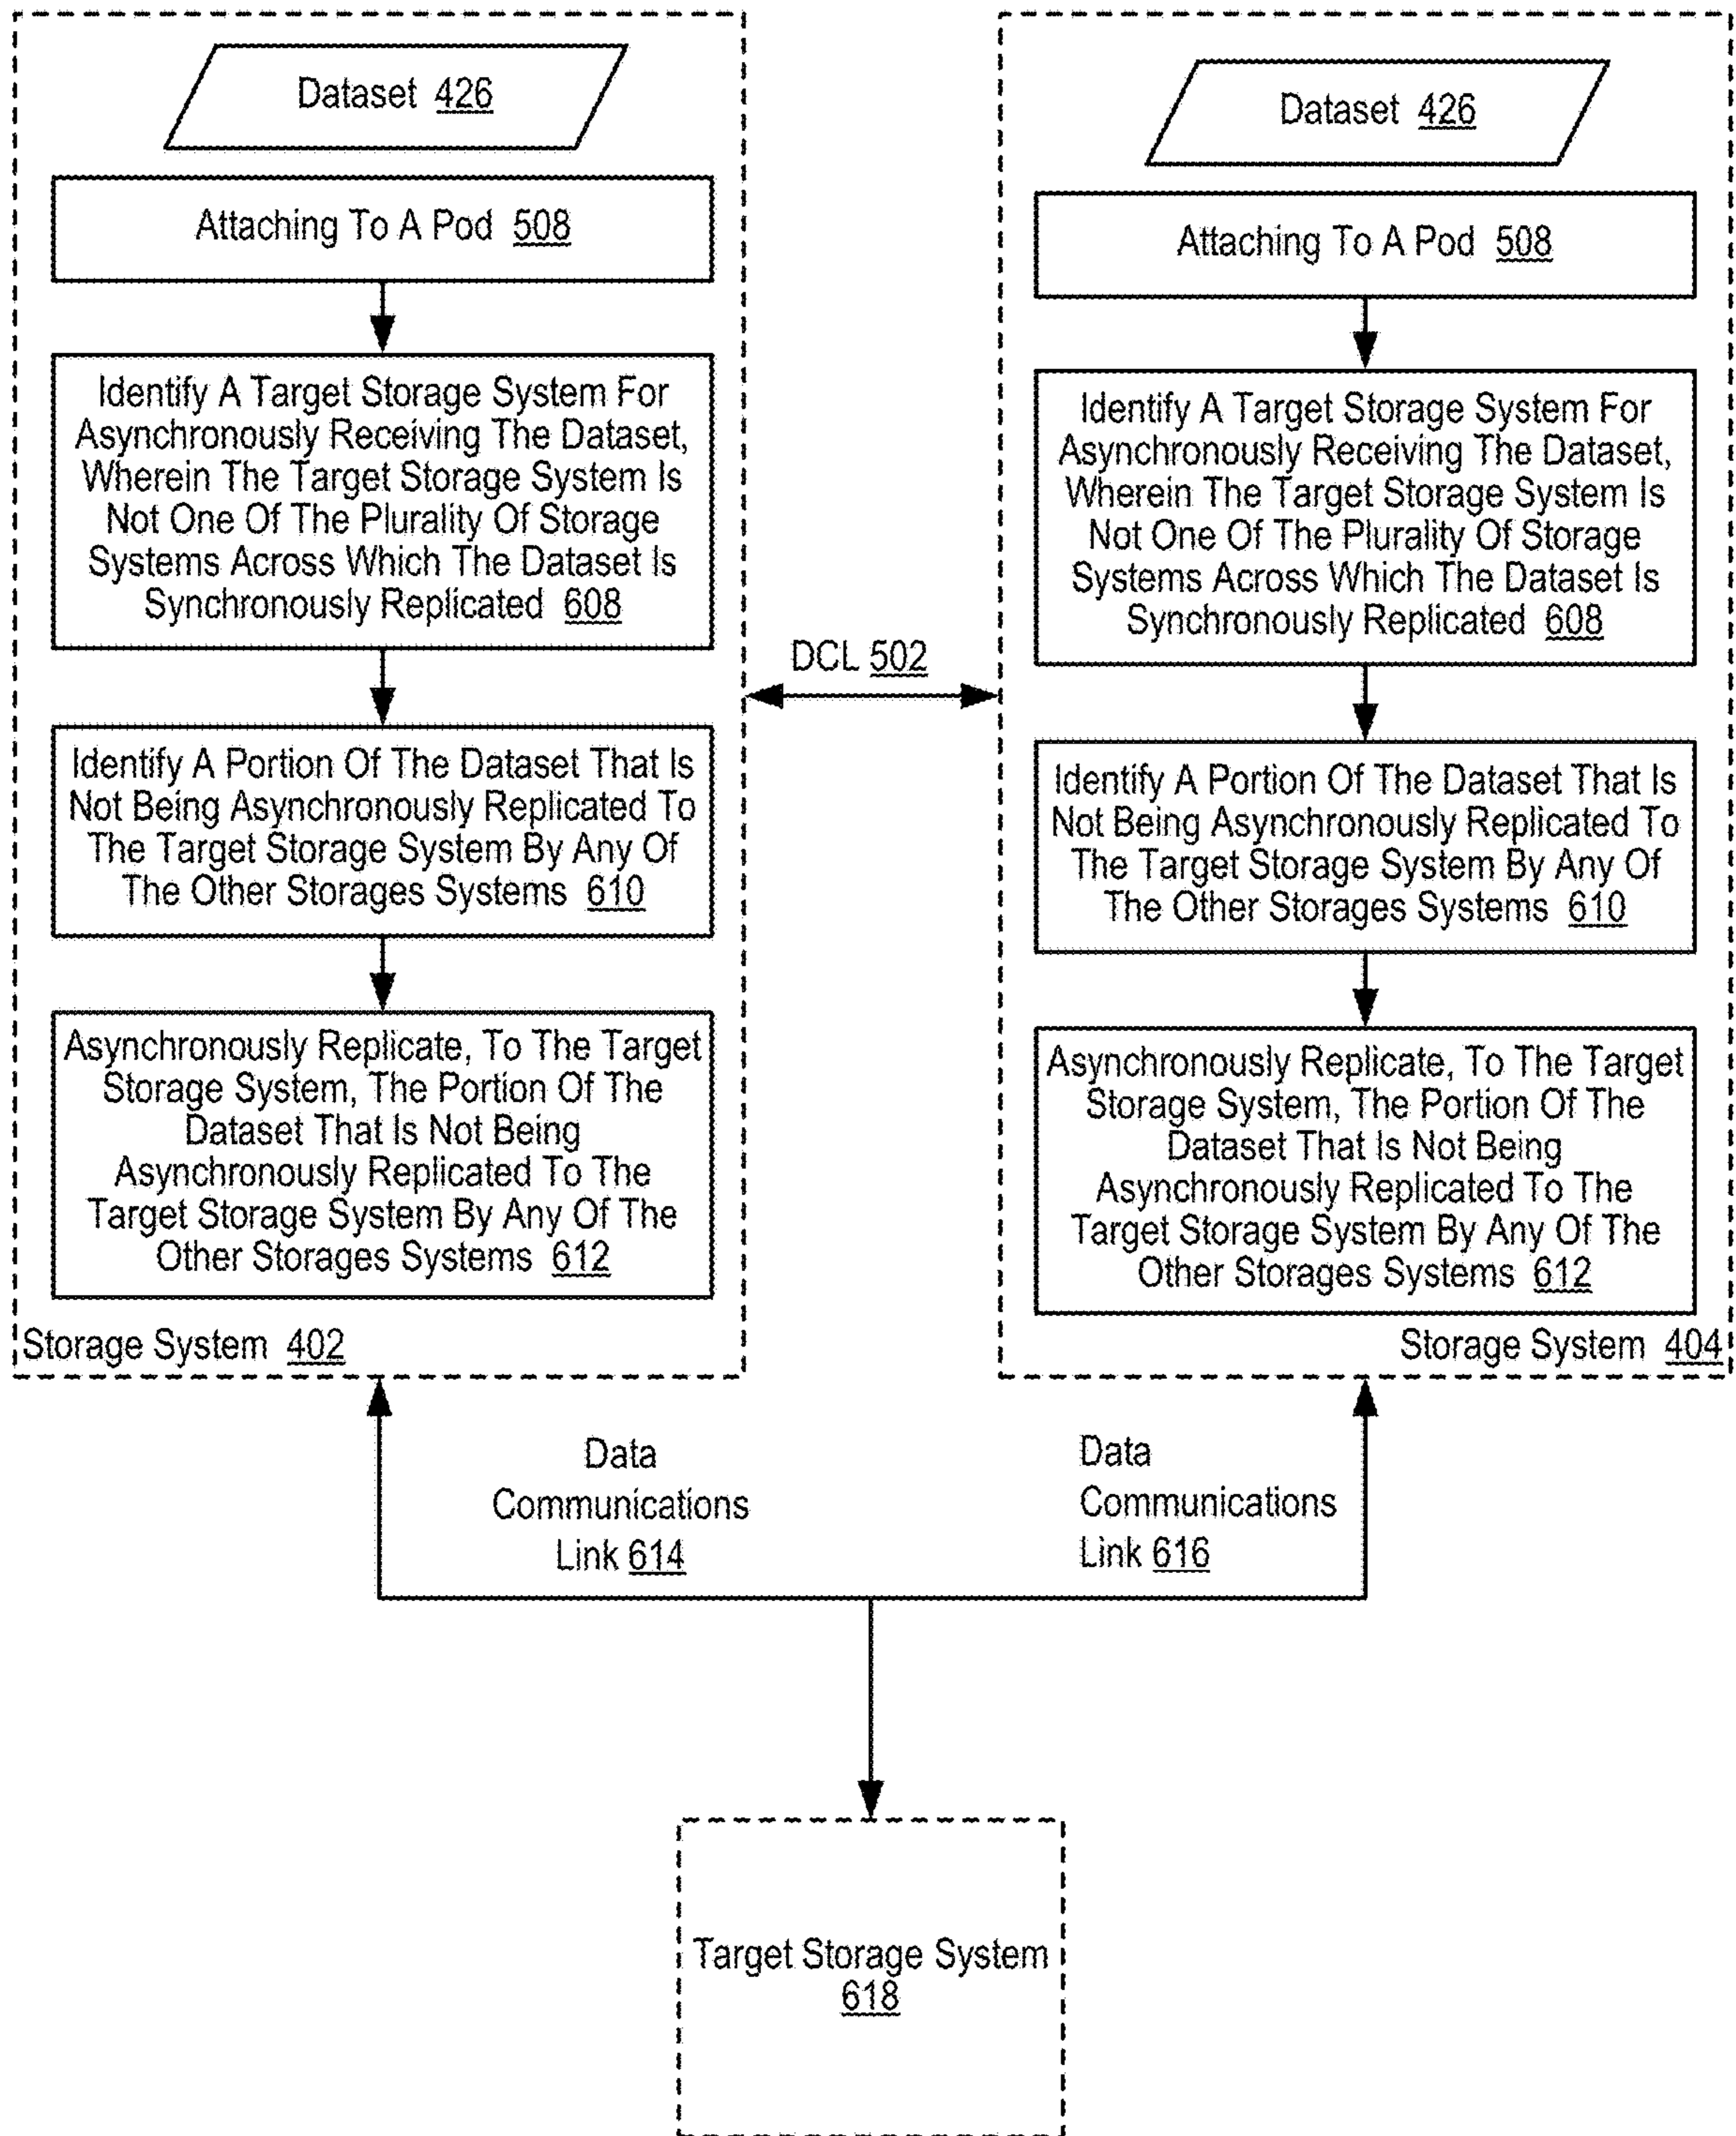 Dataset 426
Attaching To A Pod 508
Identify A Target Storage System For
Asynchronously Receiving The Dataset,
Wherein The Target Storage System Is
Not One Of The Plurality Of Storage
Systems Across Which The Dataset Is
Synchronously Replicated 608
Identify A Portion Of The Dataset That Is
Not Being Asynchronously Replicated To
The Target Storage System By Any Of
The Other Storages Systems 610
Asynchronously Replicate, To The Target
Storage System, The Portion Of The
Dataset That Is Not Being
Asynchronously Replicated To The
Target Storage System By Any Of The
Other Storages Systems 612
Storage System 402
DCL 502
Dataset 426
Attaching To A Pod 508
Identify A Target Storage System For
Asynchronously Receiving The Dataset,
Wherein The Target Storage System Is
Not One Of The Plurality Of Storage
Systems Across Which The Dataset Is
Synchronously Replicated 608
Identify A Portion Of The Dataset That Is
Not Being Asynchronously Replicated To
The Target Storage System By Any Of
The Other Storages Systems 610
Asynchronously Replicate, To The Target
Storage System, The Portion Of The
Dataset That Is Not Being
Asynchronously Replicated To The
Target Storage System By Any Of The
Other Storages Systems 612
Storage System 404
Data
Communications
Link 614
Data
Communications
Link 616
Target Storage System
618